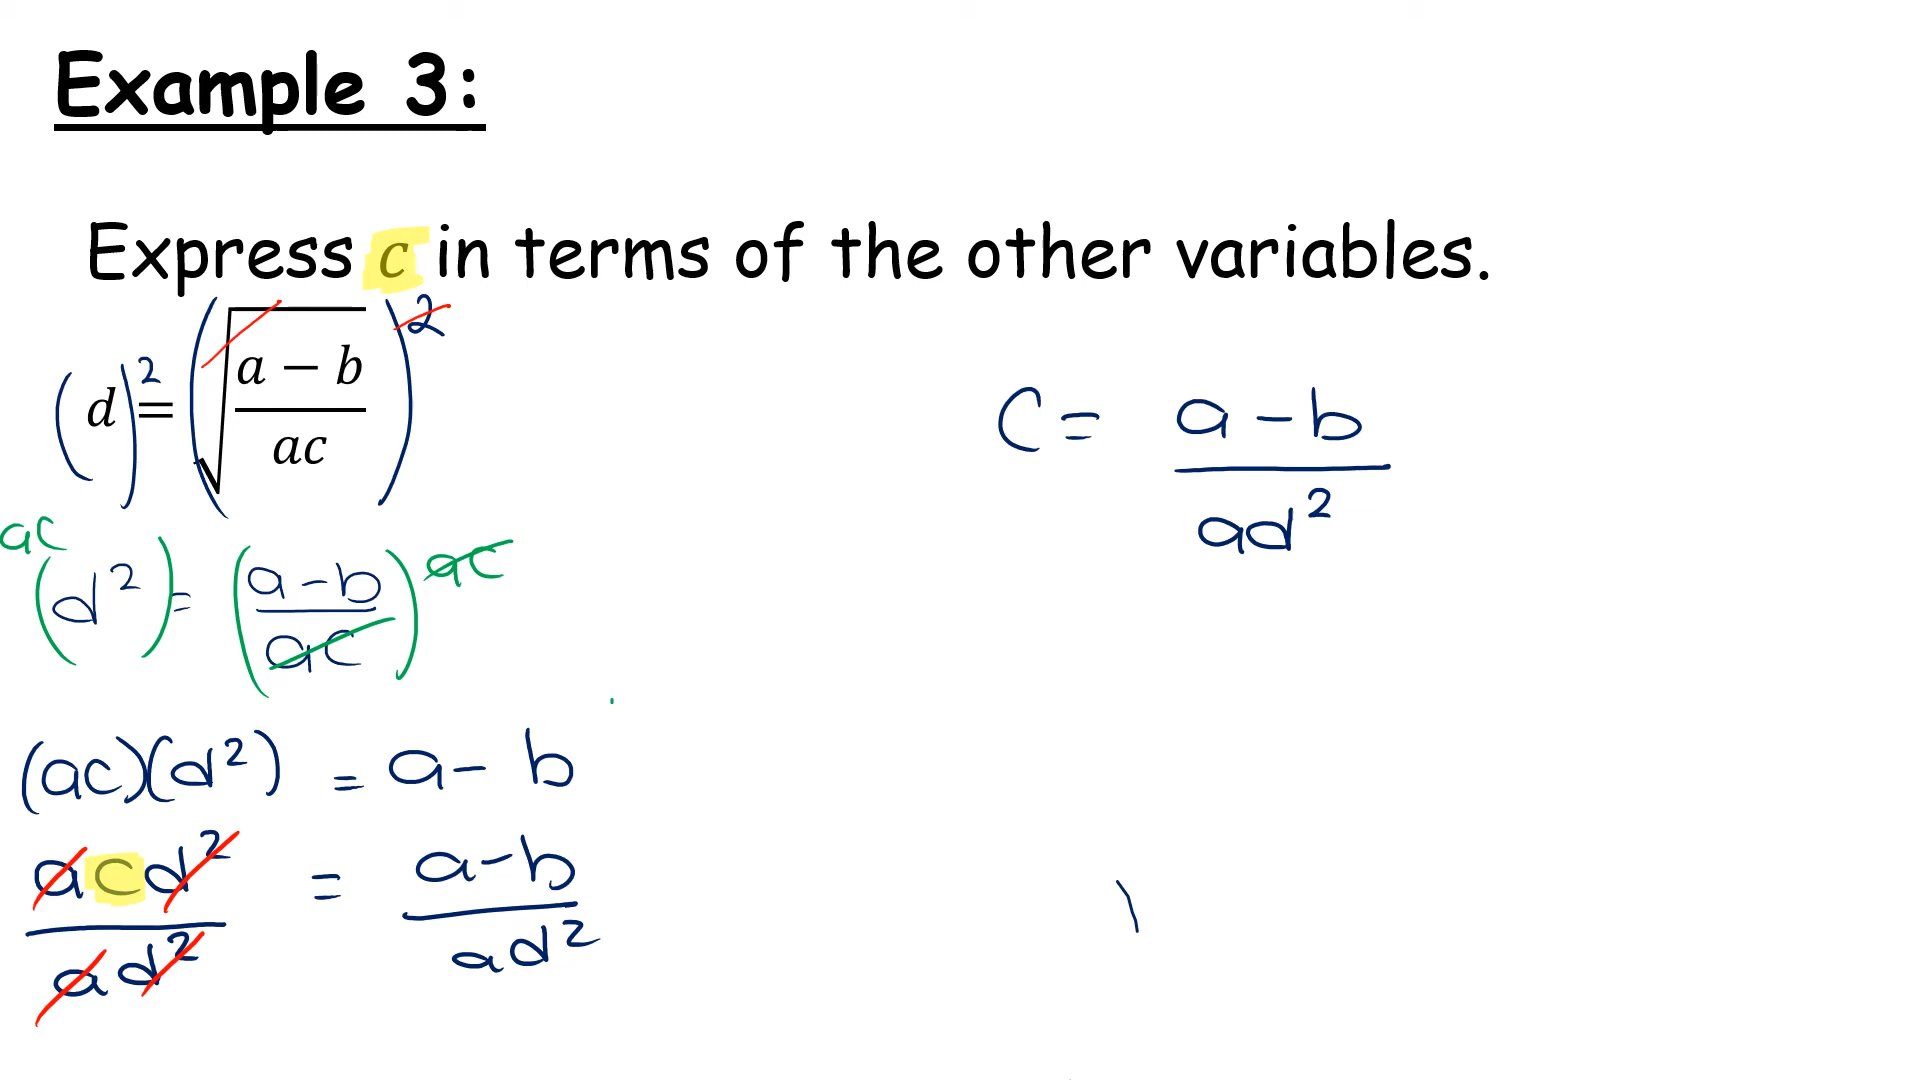 Example 3:
Express c in terms of the other variables.
(d)² = (√((a − b)/(ac)))²
ac(d²) = ((a − b)/(ac))ac
(ac)(d²) = a − b
(acd²)/(ad²) = (a − b)/(ad²)
C = (a − b)/(ad²)